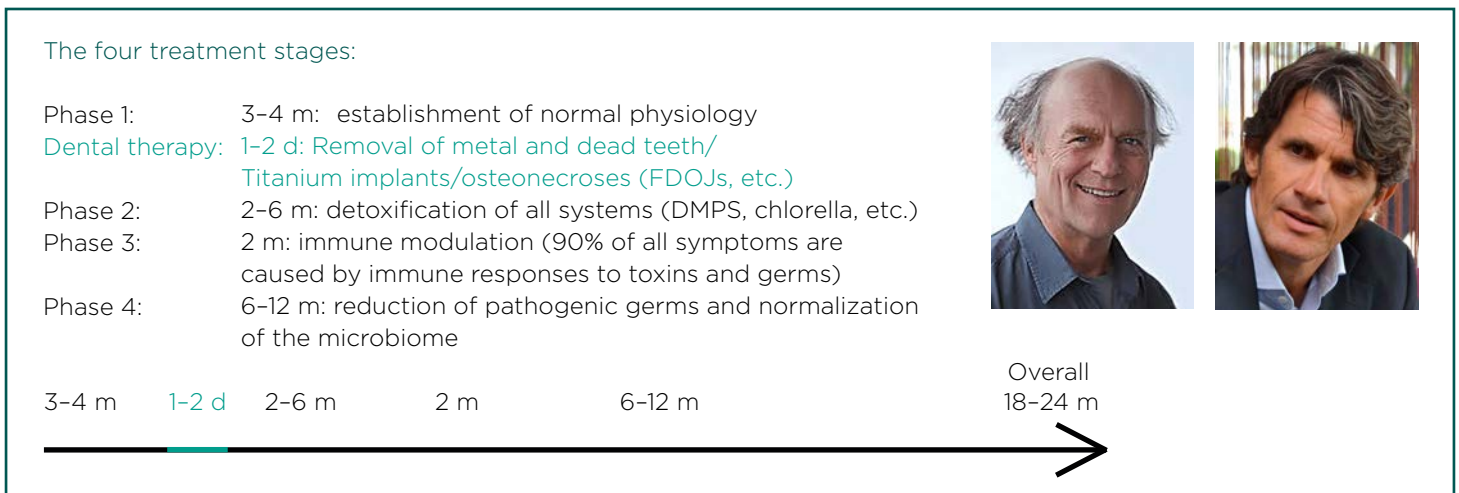 The four treatment stages:
Phase 1: 3–4 m: establishment of normal physiology
Dental therapy: 1–2 d: Removal of metal and dead teeth/
Titanium implants/osteonecroses (FDOJs, etc.)
Phase 2: 2–6 m: detoxification of all systems (DMPS, chlorella, etc.)
Phase 3: 2 m: immune modulation (90% of all symptoms are
caused by immune responses to toxins and germs)
Phase 4: 6–12 m: reduction of pathogenic germs and normalization
of the microbiome
Overall
3–4 m 1–2 d 2–6 m 2 m 6–12 m 18–24 m